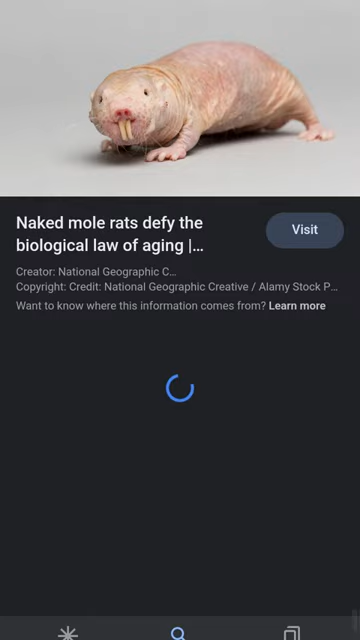 Naked mole rats defy the
biological law of aging |...
Visit
Creator: National Geographic C...
Copyright: Credit: National Geographic Creative / Alamy Stock P...
Want to know where this information comes from? Learn more